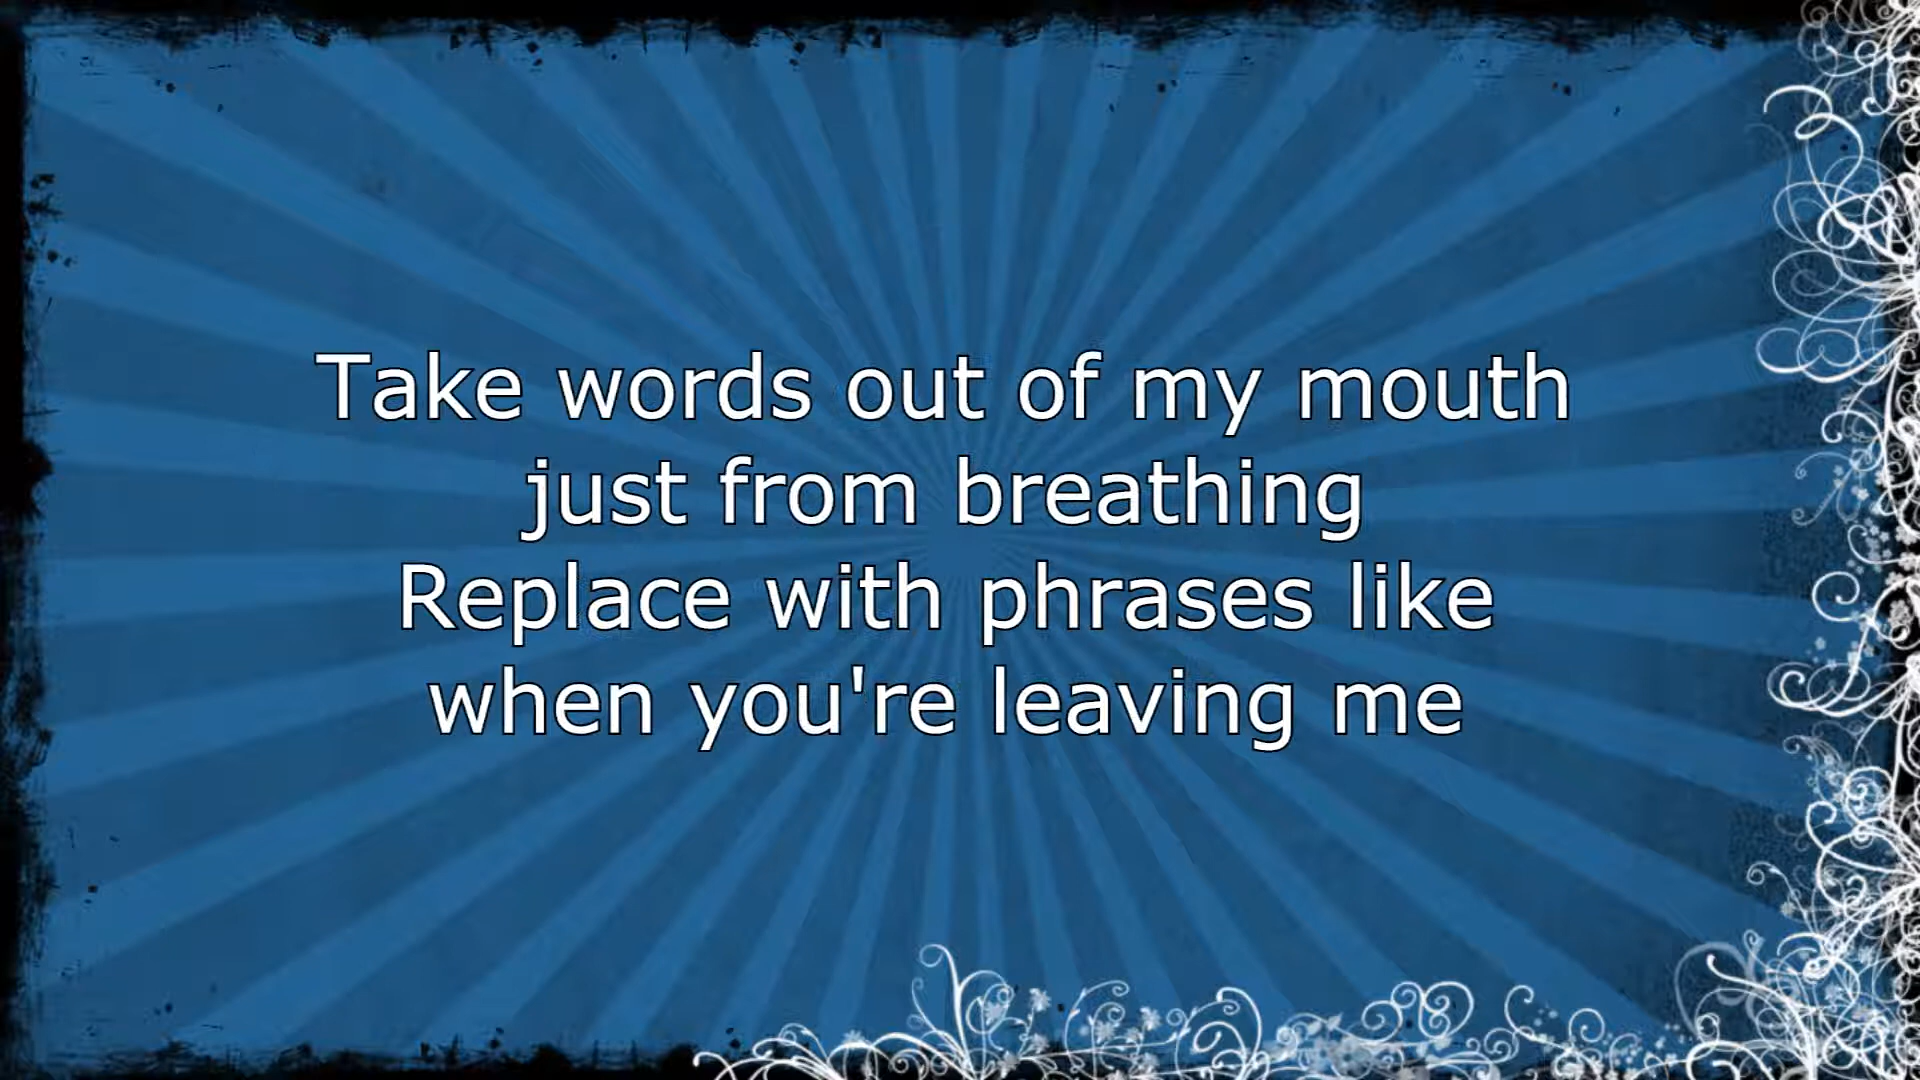 Take words out of my mouth
just from breathing
Replace with phrases like
when you're leaving me